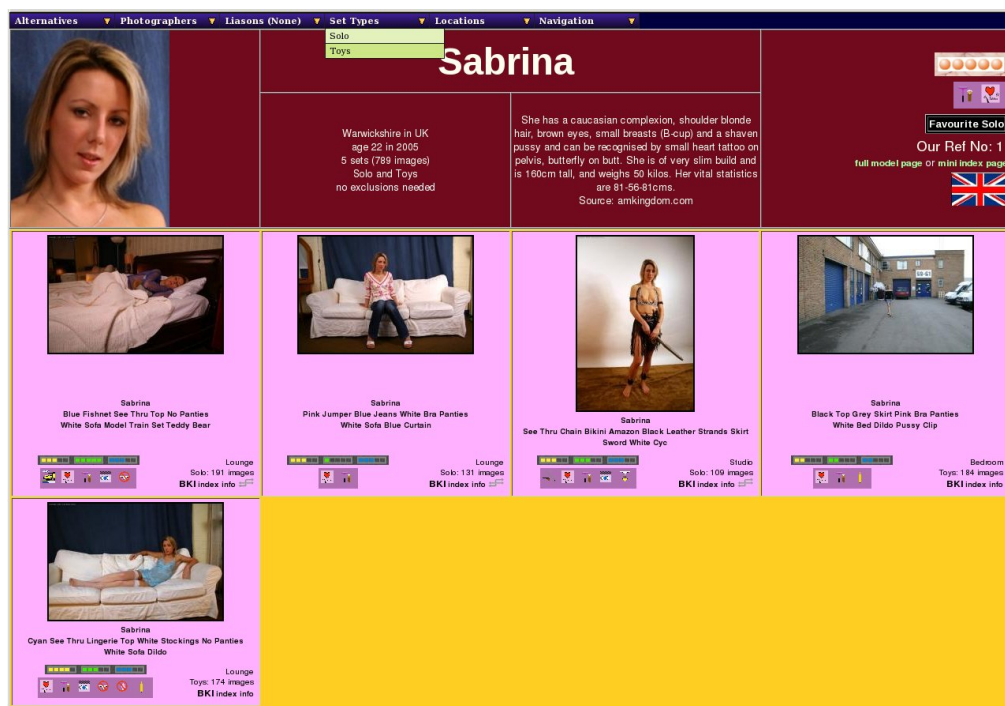 Alternatives ▼ Photographers ▼ Liasons (None) ▼ Set Types ▼ Locations ▼ Navigation ▼
Solo
Toys
Sabrina
Warwickshire in UK
age 22 in 2005
5 sets (789 images)
Solo and Toys
no exclusions needed
She has a caucasian complexion, shoulder blonde
hair, brown eyes, small breasts (B-cup) and a shaven
pussy and can be recognised by small heart tattoo on
pelvis, butterfly on butt. She is of very slim build and
is 160cm tall, and weighs 50 kilos. Her vital statistics
are 81-56-81cms.
Source: amkingdom.com
Favourite Solo
Our Ref No: 1
full model page or mini index page
Sabrina
Blue Fishnet See Thru Top No Panties
White Sofa Model Train Set Teddy Bear
Lounge
Solo: 191 images
BKI index info
Sabrina
Pink Jumper Blue Jeans White Bra Panties
White Sofa Blue Curtain
Lounge
Solo: 131 images
BKI index info
Sabrina
See Thru Chain Bikini Amazon Black Leather Strands Skirt
Sword White Cyc
Studio
Solo: 109 images
BKI index info
Sabrina
Black Top Grey Skirt Pink Bra Panties
White Bed Dildo Pussy Clip
Bedroom
Toys: 184 images
BKI index info
Sabrina
Cyan See Thru Lingerie Top White Stockings No Panties
White Sofa Dildo
Lounge
Toys: 174 images
BKI index info